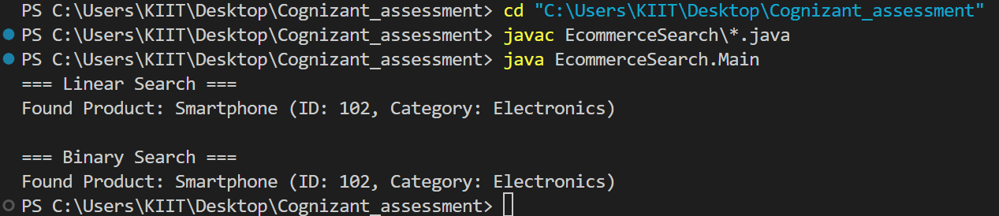 PS C:\Users\KIIT\Desktop\Cognizant_assessment> cd "C:\Users\KIIT\Desktop\Cognizant_assessment"
PS C:\Users\KIIT\Desktop\Cognizant_assessment> javac EcommerceSearch\*.java
PS C:\Users\KIIT\Desktop\Cognizant_assessment> java EcommerceSearch.Main
=== Linear Search ===
Found Product: Smartphone (ID: 102, Category: Electronics)

=== Binary Search ===
Found Product: Smartphone (ID: 102, Category: Electronics)
PS C:\Users\KIIT\Desktop\Cognizant_assessment>